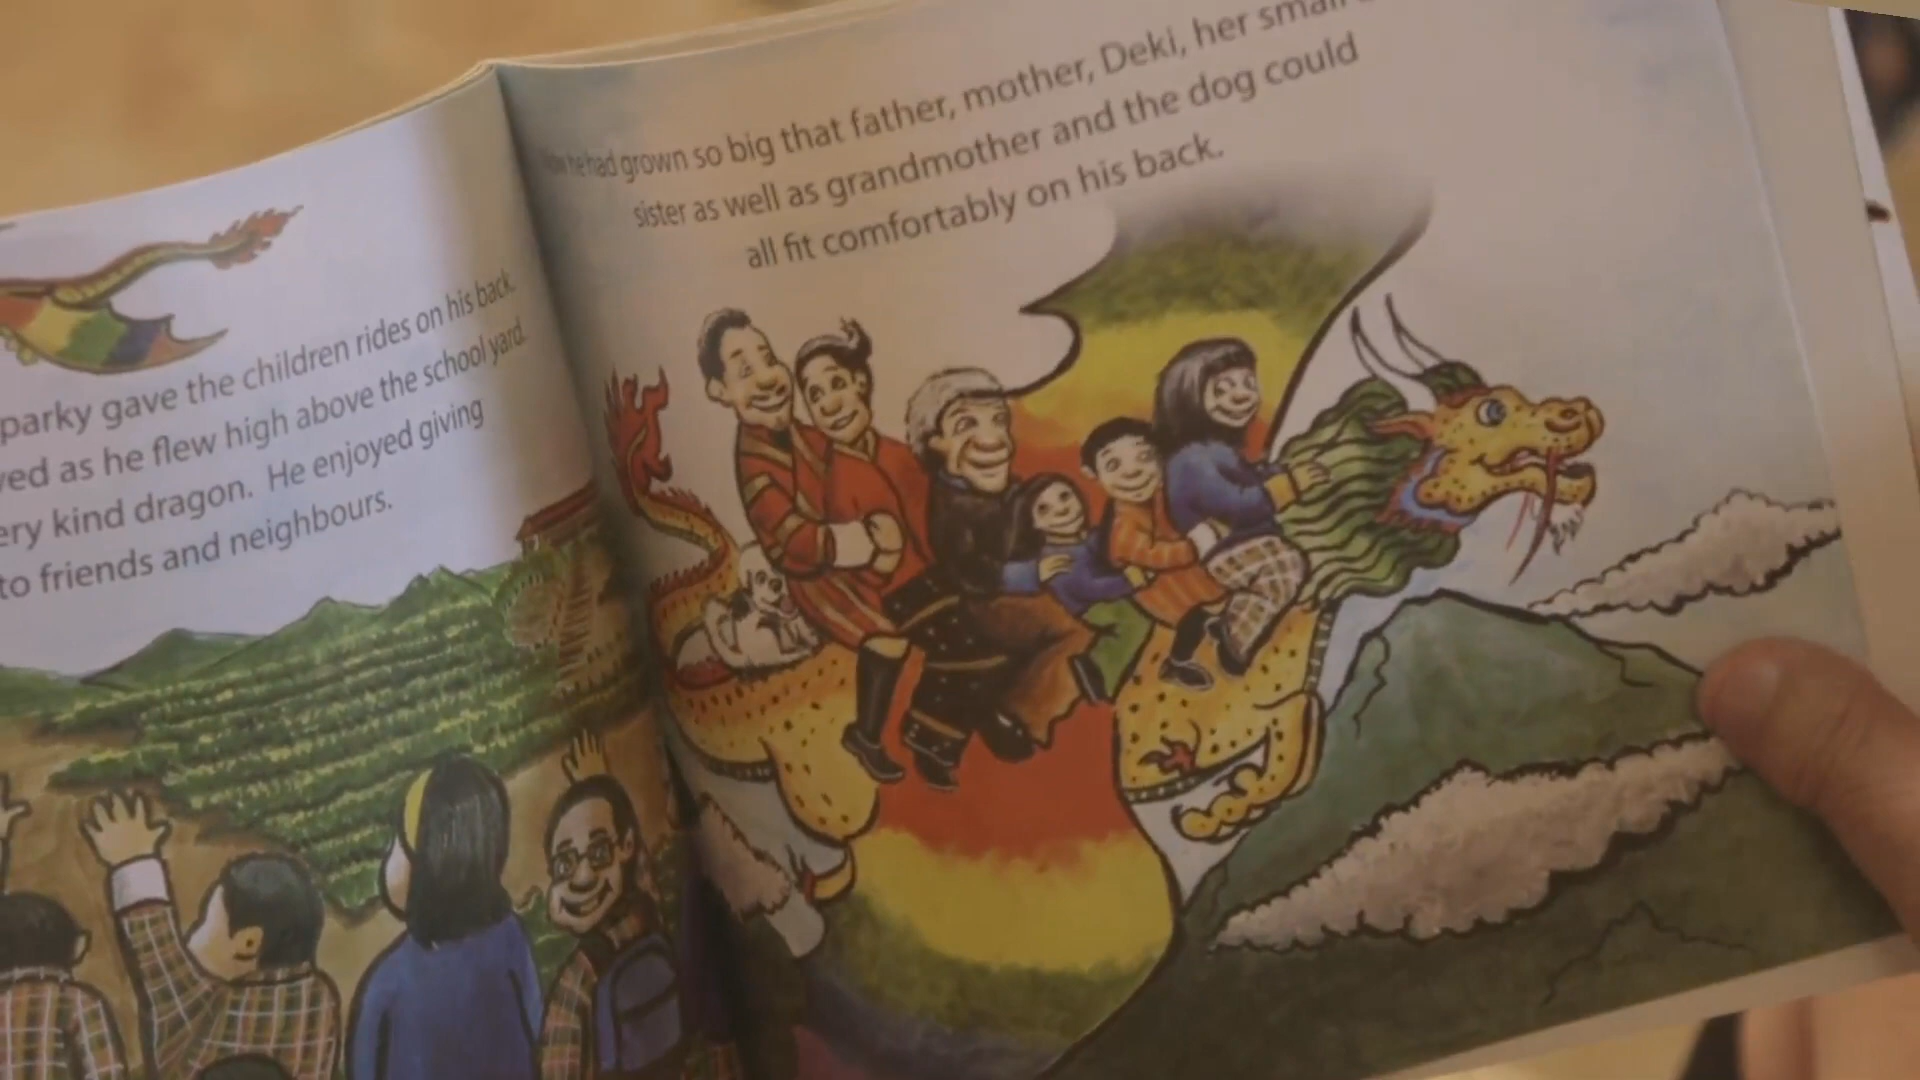 parky gave the children rides on his back.
ved as he flew high above the school yard.
ery kind dragon. He enjoyed giving
to friends and neighbours.
he had grown so big that father, mother, Deki, her small
sister as well as grandmother and the dog could
all fit comfortably on his back.